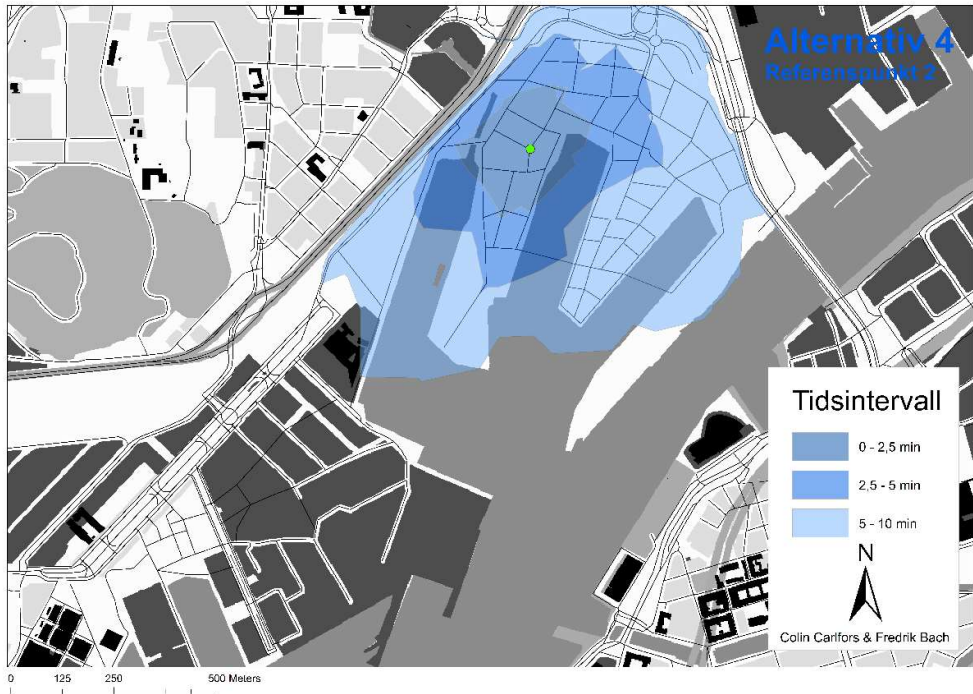 Alternativ 4
Referenspunkt 2
Tidsintervall
0 - 2,5 min
2,5 - 5 min
5 - 10 min
N
Colin Carlfors & Fredrik Bach
0 125 250 500 Meters